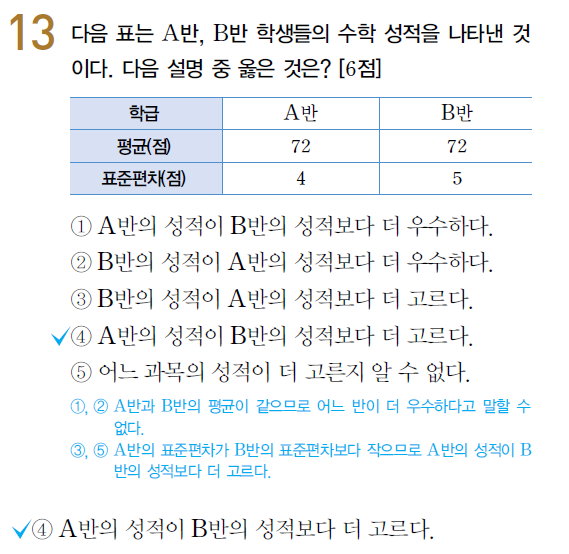 13 다음 표는 A반, B반 학생들의 수학 성적을 나타낸 것
이다. 다음 설명 중 옳은 것은? [6점]
학급 A반 B반
평균(점) 72 72
표준편차(점) 4 5
① A반의 성적이 B반의 성적보다 더 우수하다.
② B반의 성적이 A반의 성적보다 더 우수하다.
③ B반의 성적이 A반의 성적보다 더 고르다.
④ A반의 성적이 B반의 성적보다 더 고르다.
⑤ 어느 과목의 성적이 더 고른지 알 수 없다.
①, ② A반과 B반의 평균이 같으므로 어느 반이 더 우수하다고 말할 수
없다.
③, ⑤ A반의 표준편차가 B반의 표준편차보다 작으므로 A반의 성적이 B
반의 성적보다 더 고르다.
④ A반의 성적이 B반의 성적보다 더 고르다.